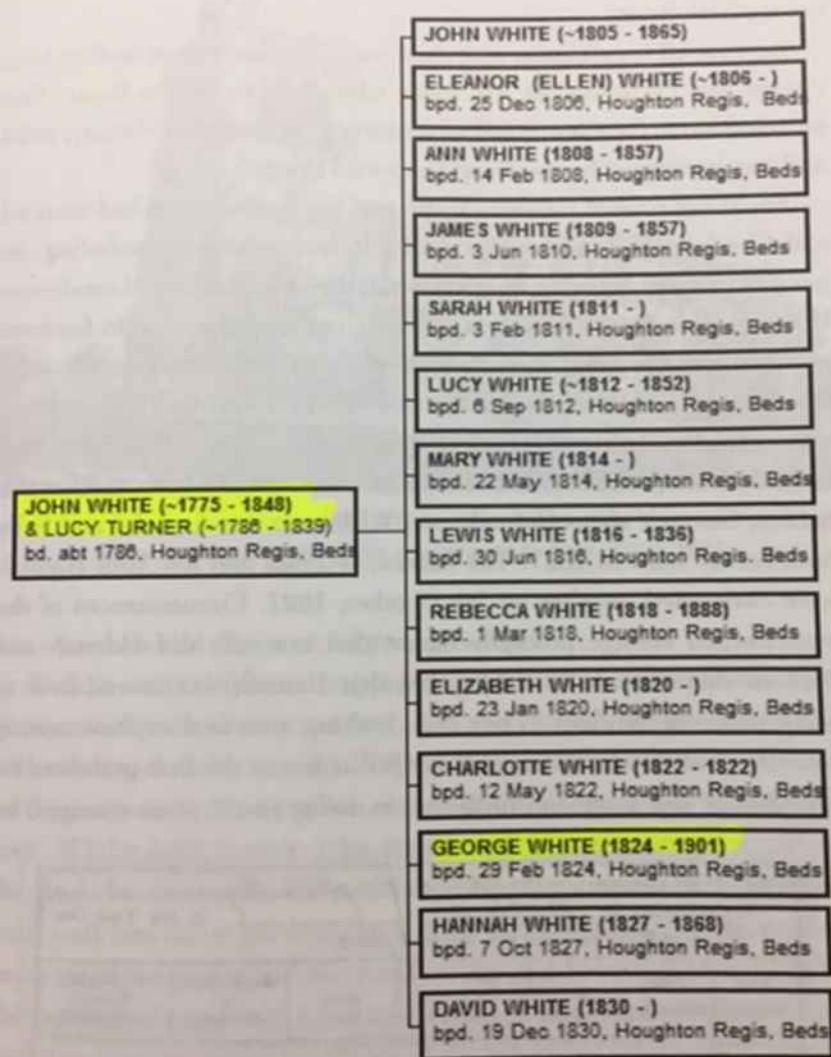 JOHN WHITE (~1805 - 1865)
ELEANOR (ELLEN) WHITE (~1806 - )
bpd. 25 Dec 1806, Houghton Regis, Beds
ANN WHITE (1808 - 1857)
bpd. 14 Feb 1808, Houghton Regis, Beds
JAMES WHITE (1809 - 1857)
bpd. 3 Jun 1810, Houghton Regis, Beds
SARAH WHITE (1811 - )
bpd. 3 Feb 1811, Houghton Regis, Beds
LUCY WHITE (~1812 - 1852)
bpd. 6 Sep 1812, Houghton Regis, Beds
MARY WHITE (1814 - )
bpd. 22 May 1814, Houghton Regis, Beds
JOHN WHITE (~1775 - 1848)
& LUCY TURNER (~1786 - 1839)
bd. abt 1786, Houghton Regis, Beds
LEWIS WHITE (1816 - 1836)
bpd. 30 Jun 1816, Houghton Regis, Beds
REBECCA WHITE (1818 - 1888)
bpd. 1 Mar 1818, Houghton Regis, Beds
ELIZABETH WHITE (1820 - )
bpd. 23 Jan 1820, Houghton Regis, Beds
CHARLOTTE WHITE (1822 - 1822)
bpd. 12 May 1822, Houghton Regis, Beds
GEORGE WHITE (1824 - 1901)
bpd. 29 Feb 1824, Houghton Regis, Beds
HANNAH WHITE (1827 - 1868)
bpd. 7 Oct 1827, Houghton Regis, Beds
DAVID WHITE (1830 - )
bpd. 19 Dec 1830, Houghton Regis, Beds